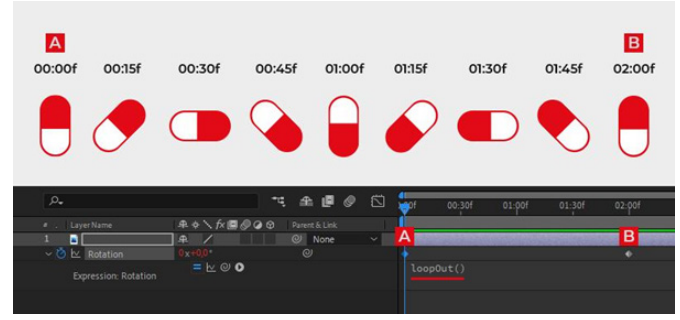 A B
00:00f 00:15f 00:30f 00:45f 01:00f 01:15f 01:30f 01:45f 02:00f
00:30f 01:00f 01:30f 02:00f
# . Layer Name fx Parent & Link
1 None A B
Rotation 0x+0,0°
Expression: Rotation loopOut()